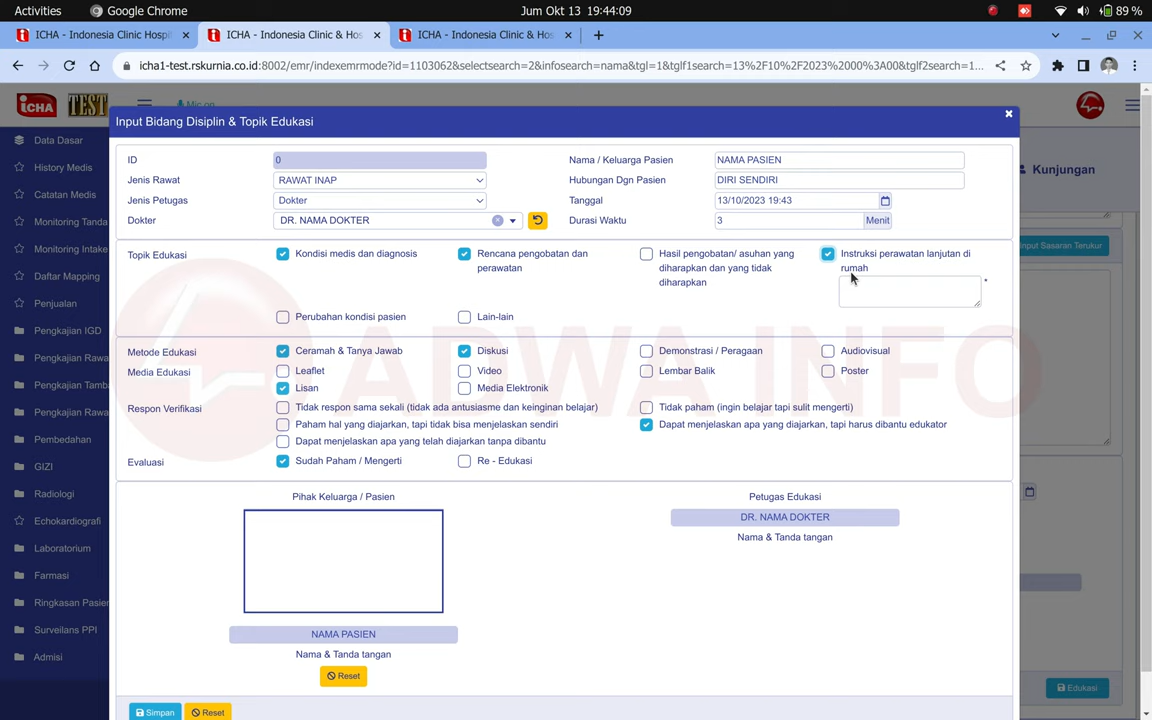 Activities Google Chrome Jum Okt 13 19:44:09 89 %
ICHA - Indonesia Clinic Hospi ICHA - Indonesia Clinic & Hos ICHA - Indonesia Clinic & Hos
icha1-test.rskurnia.co.id:8002/emr/indexemrmode?id=1103062&selectsearch=2&infosearch=nama&tgl=1&tglf1search=13%2F10%2F2023%2000%3A00&tglf2search=1...
iCHA TEST Mic on
Input Bidang Disiplin & Topik Edukasi
Data Dasar
History Medis
Catatan Medis
Monitoring Tanda
Monitoring Intake
Daftar Mapping
Penjualan
Pengkajian IGD
Pengkajian Rawa
Pengkajian Tamb
Pengkajian Rawa
Pembedahan
GIZI
Radiologi
Echokardiografi
Laboratorium
Farmasi
Ringkasan Pasien
Surveilans PPI
Admisi
ID 0 Nama / Keluarga Pasien NAMA PASIEN
Jenis Rawat RAWAT INAP Hubungan Dgn Pasien DIRI SENDIRI
Jenis Petugas Dokter Tanggal 13/10/2023 19:43
Dokter DR. NAMA DOKTER Durasi Waktu 3 Menit
Topik Edukasi Kondisi medis dan diagnosis Rencana pengobatan dan Hasil pengobatan/ asuhan yang Instruksi perawatan lanjutan di
perawatan diharapkan dan yang tidak rumah
diharapkan *
Perubahan kondisi pasien Lain-lain
Metode Edukasi Ceramah & Tanya Jawab Diskusi Demonstrasi / Peragaan Audiovisual
Media Edukasi Leaflet Video Lembar Balik Poster
Lisan Media Elektronik
Respon Verifikasi Tidak respon sama sekali (tidak ada antusiasme dan keinginan belajar) Tidak paham (ingin belajar tapi sulit mengerti)
Paham hal yang diajarkan, tapi tidak bisa menjelaskan sendiri Dapat menjelaskan apa yang diajarkan, tapi harus dibantu edukator
Dapat menjelaskan apa yang telah diajarkan tanpa dibantu
Evaluasi Sudah Paham / Mengerti Re - Edukasi
Pihak Keluarga / Pasien Petugas Edukasi
DR. NAMA DOKTER
Nama & Tanda tangan
NAMA PASIEN
Nama & Tanda tangan
Reset
Simpan Reset
Kunjungan
Input Sasaran Terukur
Edukasi
ADWA INFO